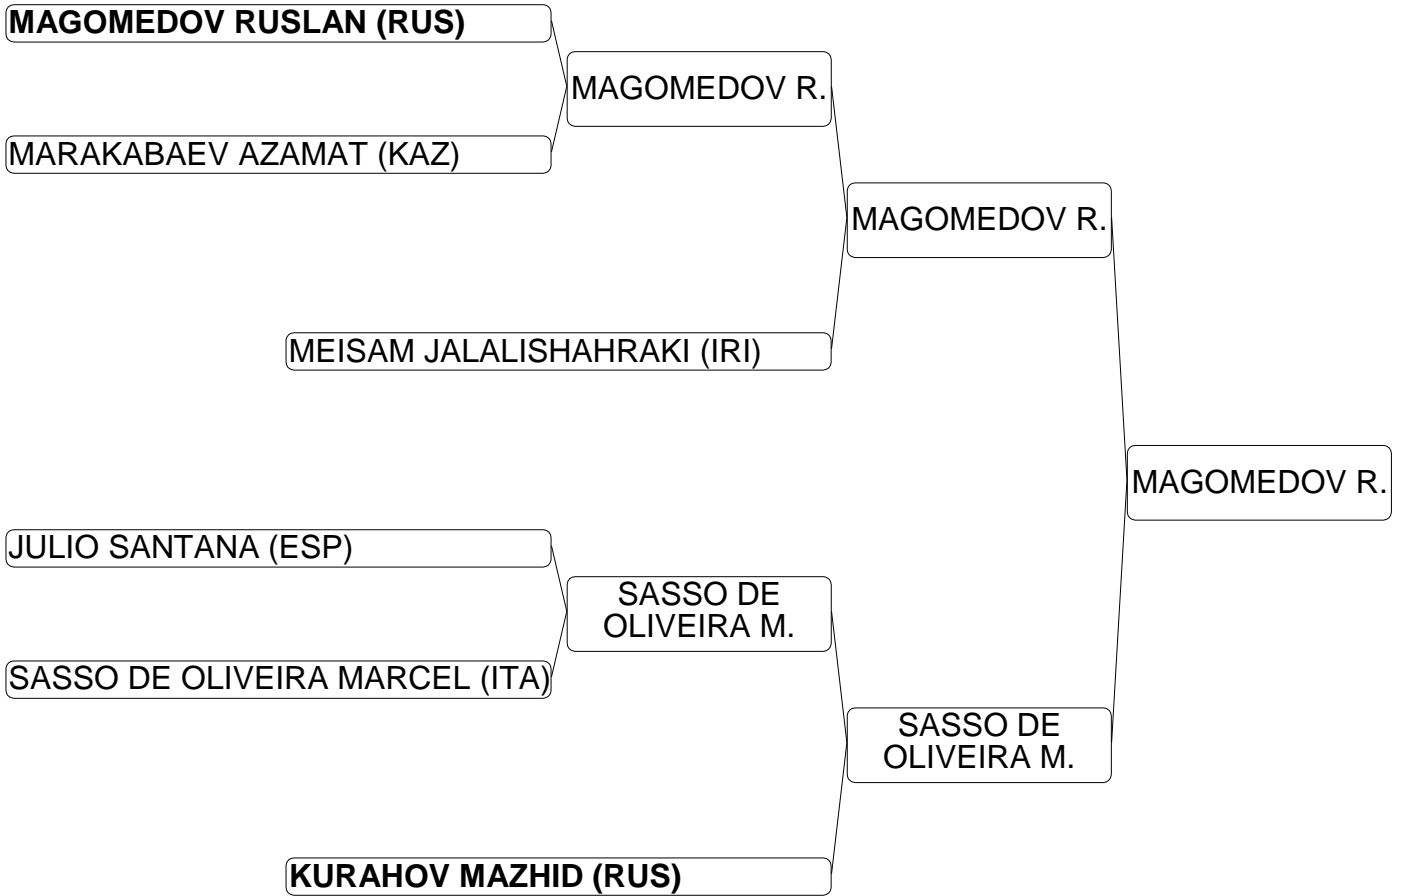 MAGOMEDOV RUSLAN (RUS)
MAGOMEDOV R.
MARAKABAEV AZAMAT (KAZ)
MAGOMEDOV R.
MEISAM JALALISHAHRAKI (IRI)
MAGOMEDOV R.
JULIO SANTANA (ESP)
SASSO DE
OLIVEIRA M.
SASSO DE OLIVEIRA MARCEL (ITA)
SASSO DE
OLIVEIRA M.
KURAHOV MAZHID (RUS)